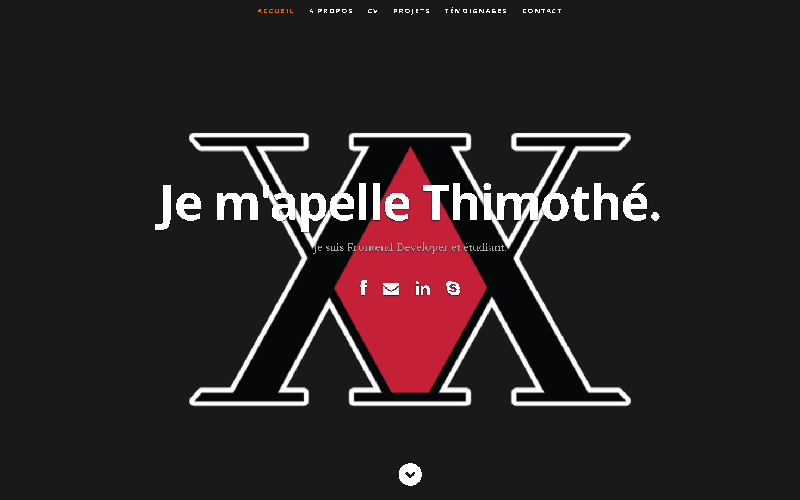 ACCUEIL A PROPOS CV PROJETS TÉMOIGNAGES CONTACT
Je m'apelle Thimothé.
Je suis Frontend Developer et étudiant.